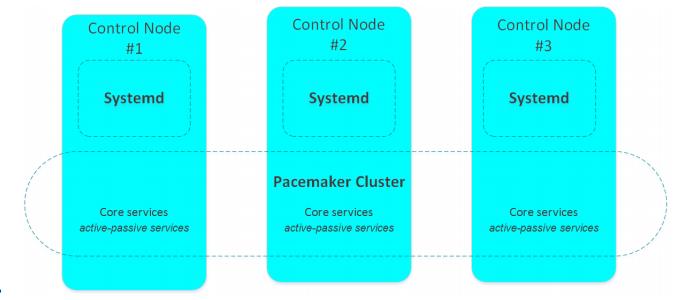 Control Node
#1
Systemd
Control Node
#2
Systemd
Control Node
#3
Systemd
Pacemaker Cluster
Core services
active-passive services
Core services
active-passive services
Core services
active-passive services